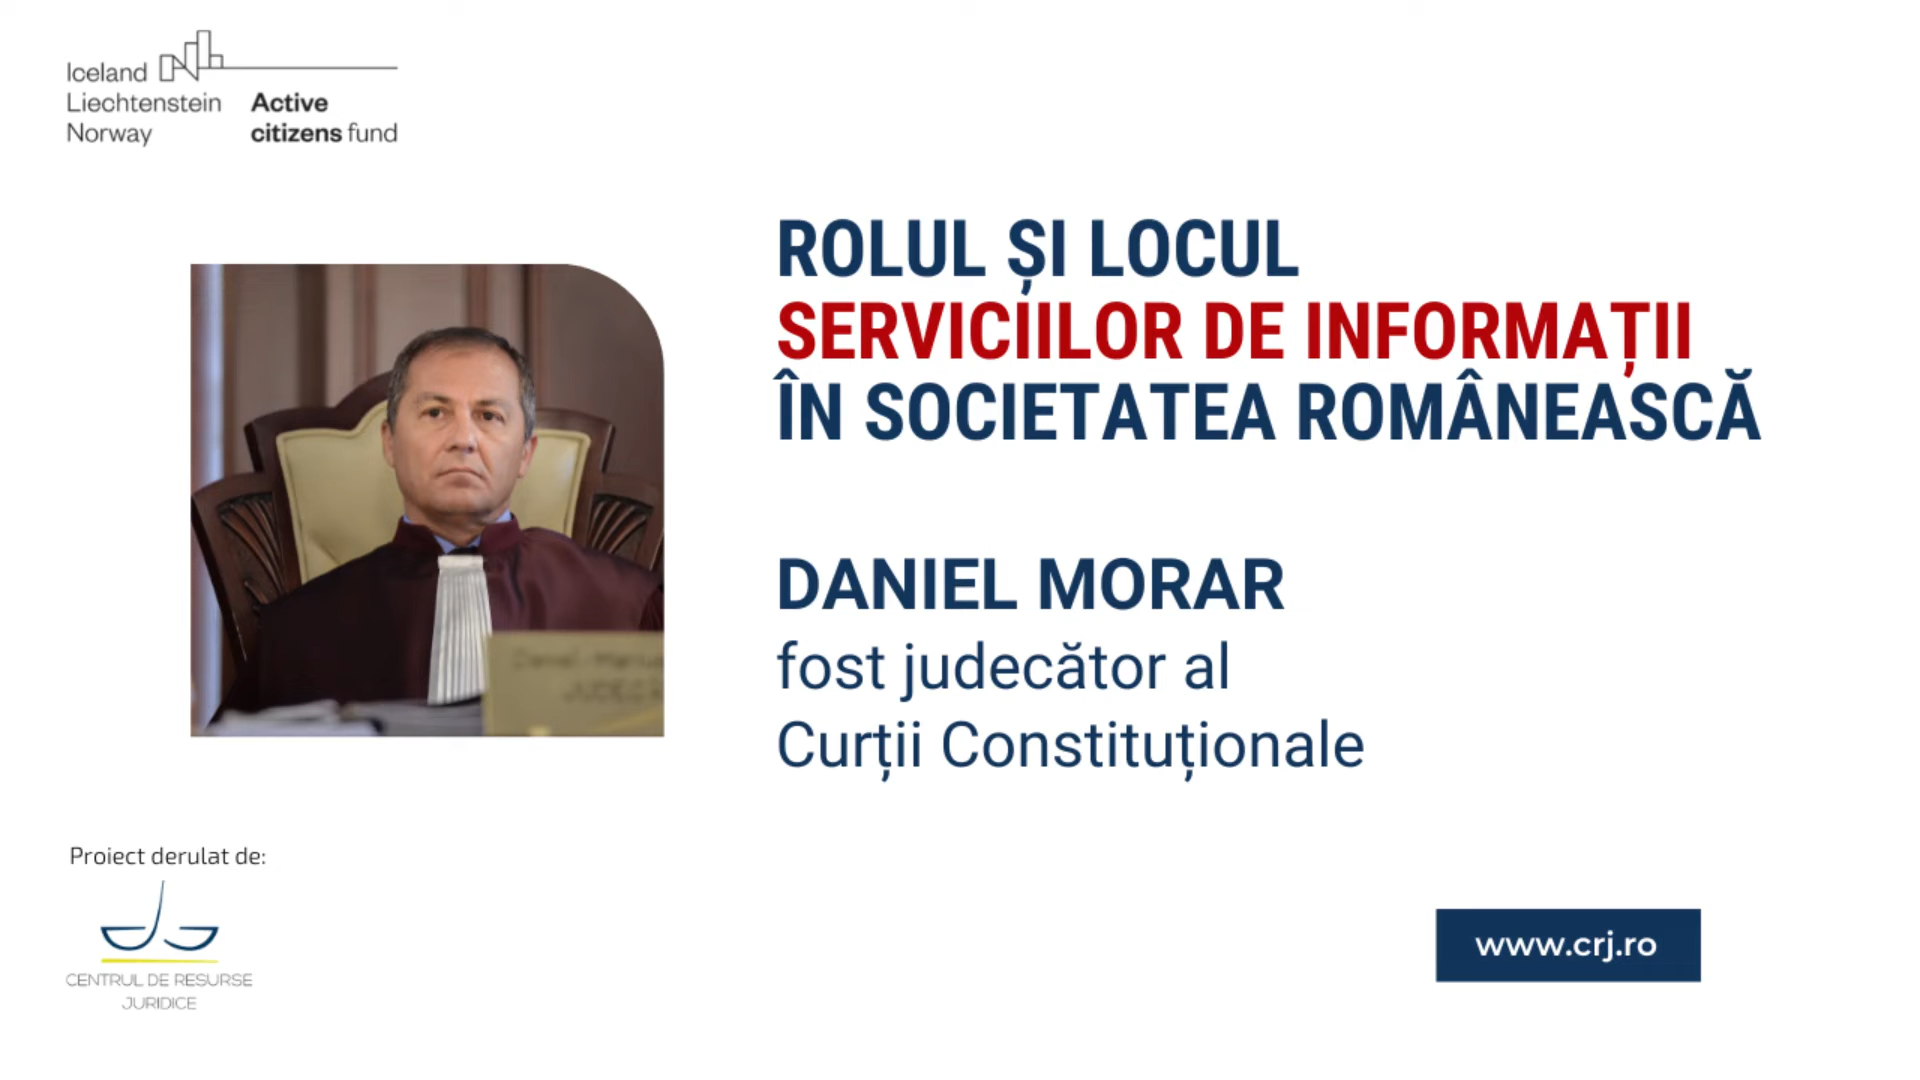 Iceland
Liechtenstein
Norway
Active
citizens fund
ROLUL ȘI LOCUL
SERVICIILOR DE INFORMAȚII
ÎN SOCIETATEA ROMÂNEASCĂ
DANIEL MORAR
fost judecător al
Curții Constituționale
Proiect derulat de:
CENTRUL DE RESURSE
JURIDICE
www.crj.ro